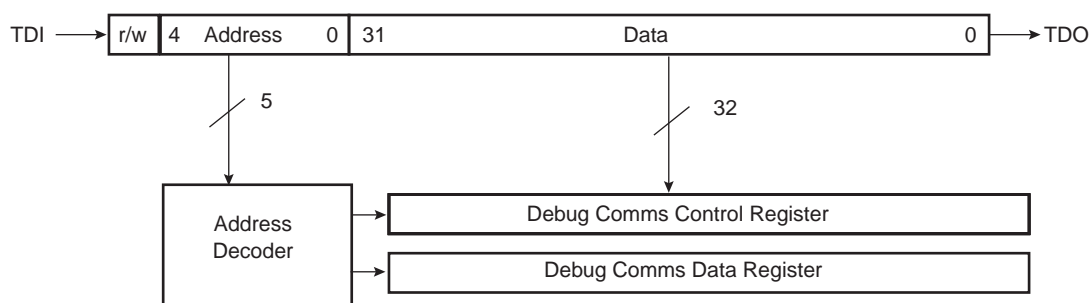 TDI r/w 4 Address 0 31 Data 0 TDO
5
32
Address
Decoder
Debug Comms Control Register
Debug Comms Data Register